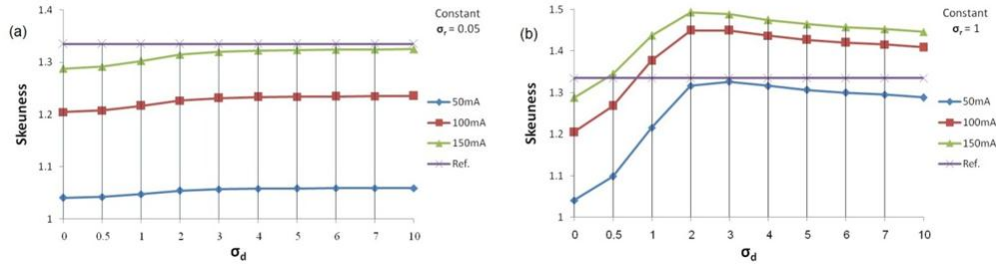 (a)
Skeuness
1.4
1.3
1.2
1.1
1
0 0.5 1 2 3 4 5 6 7 10
σd
Constant
σr = 0.05
50mA
100mA
150mA
Ref.
(b)
Skeuness
1.5
1.4
1.3
1.2
1.1
1
0 0.5 1 2 3 4 5 6 7 10
σd
Constant
σr = 1
50mA
100mA
150mA
Ref.